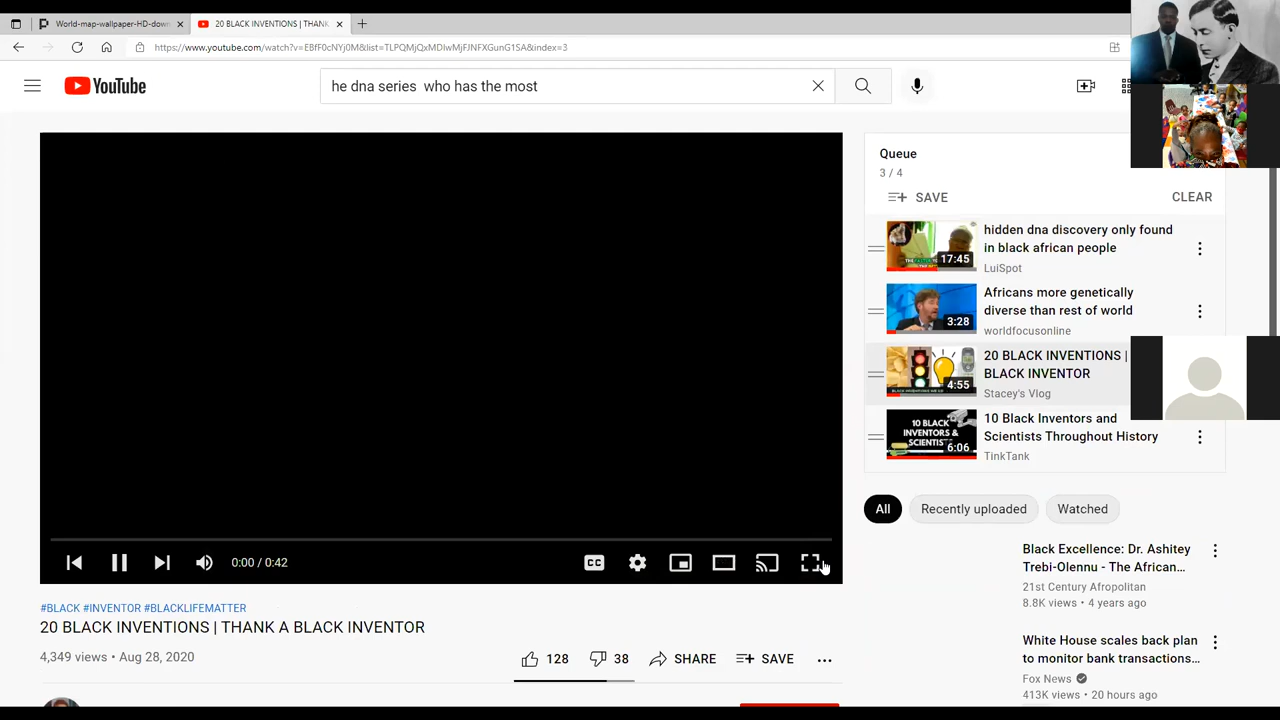 World-map-wallpaper-HD-down
20 BLACK INVENTIONS | THANK
https://www.youtube.com/watch?v=EBfF0cNYj0M&list=TLPQMjQxMDIwMjFJNFXGunG1SA&index=3
YouTube
he dna series who has the most
Queue
3 / 4
SAVE
CLEAR
hidden dna discovery only found
in black african people
17:45
LuiSpot
Africans more genetically
diverse than rest of world
3:28
worldfocusonline
20 BLACK INVENTIONS |
BLACK INVENTOR
4:55
Stacey's Vlog
10 Black Inventors and
Scientists Throughout History
10 BLACK
INVENTORS &
SCIENTISTS
6:06
TinkTank
All
Recently uploaded
Watched
0:00 / 0:42
CC
#BLACK #INVENTOR #BLACKLIFEMATTER
20 BLACK INVENTIONS | THANK A BLACK INVENTOR
4,349 views • Aug 28, 2020
128
38
SHARE
SAVE
Black Excellence: Dr. Ashitey
Trebi-Olennu - The African...
21st Century Afropolitan
8.8K views • 4 years ago
White House scales back plan
to monitor bank transactions...
Fox News
413K views • 20 hours ago